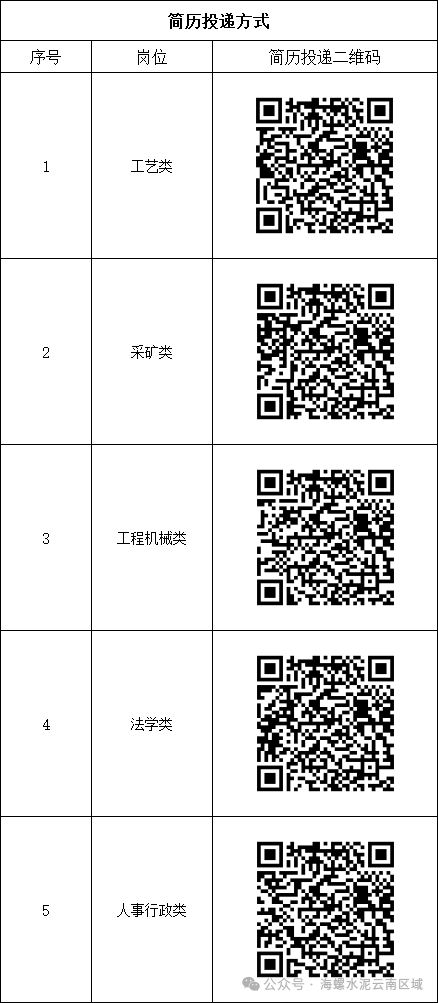 简历投递方式
序号 岗位 简历投递二维码
1 工艺类
2 采矿类
3 工程机械类
4 法学类
5 人事行政类
公众号 · 海螺水泥云南区域